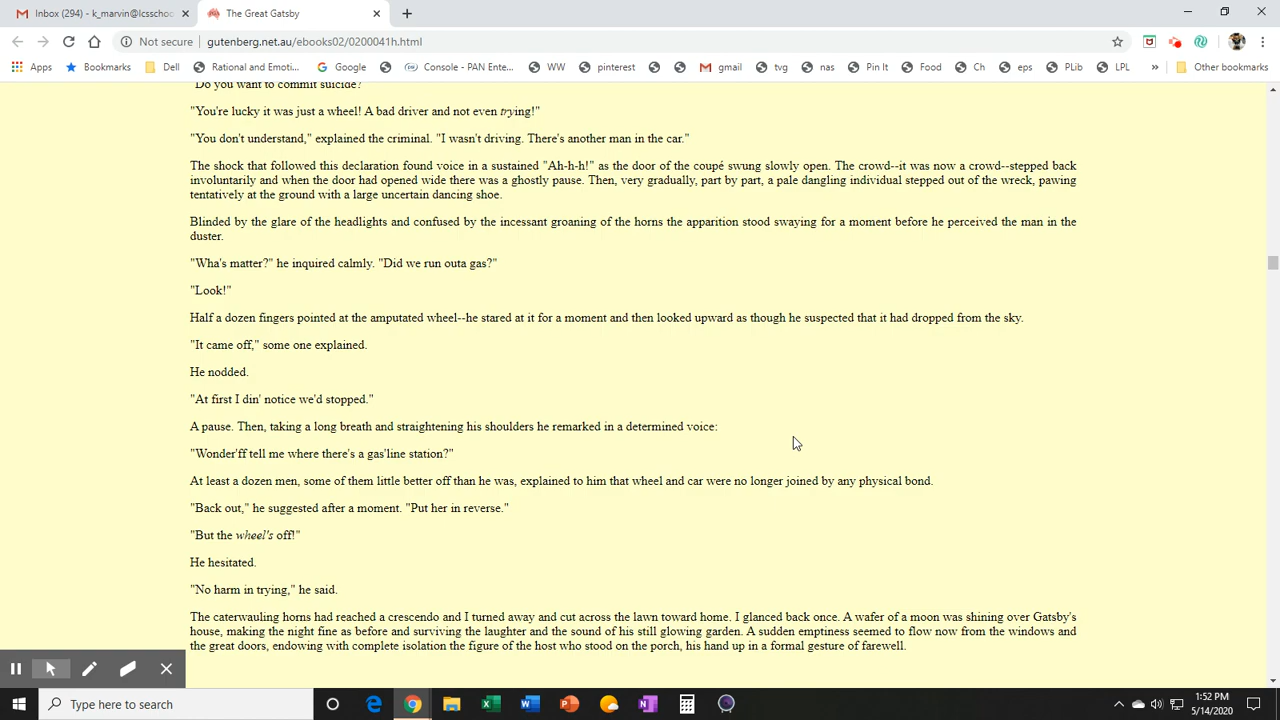 Inbox (294) - k_marvin@lcsschoo
The Great Gatsby
Not secure
gutenberg.net.au/ebooks02/0200041h.html
Apps Bookmarks Dell Rational and Emoti... Google Console - PAN Ente... WW pinterest gmail tvg nas Pin It Food Ch eps PLib LPL » Other bookmarks
"Do you want to commit suicide?"
"You're lucky it was just a wheel! A bad driver and not even trying!"
"You don't understand," explained the criminal. "I wasn't driving. There's another man in the car."
The shock that followed this declaration found voice in a sustained "Ah-h-h!" as the door of the coupé swung slowly open. The crowd--it was now a crowd--stepped back
involuntarily and when the door had opened wide there was a ghostly pause. Then, very gradually, part by part, a pale dangling individual stepped out of the wreck, pawing
tentatively at the ground with a large uncertain dancing shoe.
Blinded by the glare of the headlights and confused by the incessant groaning of the horns the apparition stood swaying for a moment before he perceived the man in the
duster.
"Wha's matter?" he inquired calmly. "Did we run outa gas?"
"Look!"
Half a dozen fingers pointed at the amputated wheel--he stared at it for a moment and then looked upward as though he suspected that it had dropped from the sky.
"It came off," some one explained.
He nodded.
"At first I din' notice we'd stopped."
A pause. Then, taking a long breath and straightening his shoulders he remarked in a determined voice:
"Wonder'ff tell me where there's a gas'line station?"
At least a dozen men, some of them little better off than he was, explained to him that wheel and car were no longer joined by any physical bond.
"Back out," he suggested after a moment. "Put her in reverse."
"But the wheel's off!"
He hesitated.
"No harm in trying," he said.
The caterwauling horns had reached a crescendo and I turned away and cut across the lawn toward home. I glanced back once. A wafer of a moon was shining over Gatsby's
house, making the night fine as before and surviving the laughter and the sound of his still glowing garden. A sudden emptiness seemed to flow now from the windows and
the great doors, endowing with complete isolation the figure of the host who stood on the porch, his hand up in a formal gesture of farewell.
Type here to search
1:52 PM
5/14/2020